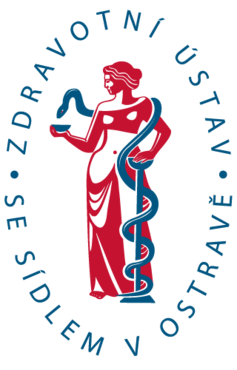 ZDRAVOTNÍ ÚSTAV
SE SÍDLEM V OSTRAVĚ